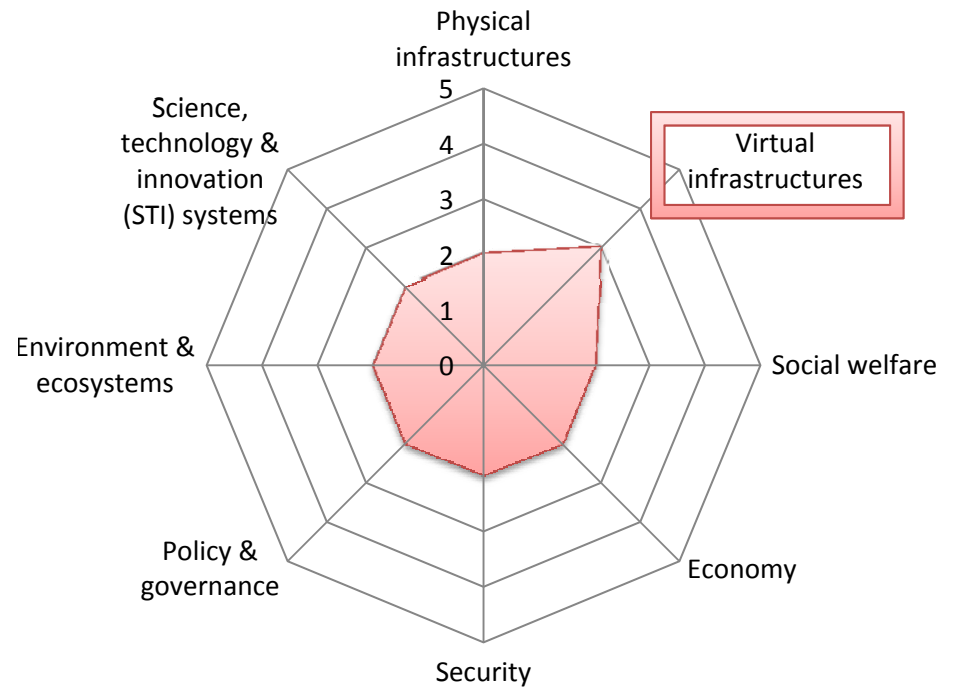 Physical
infrastructures
5
Science,
technology &
innovation
(STI) systems
4
Virtual
infrastructures
3
2
1
Environment &
ecosystems
0
Social welfare
Policy &
governance
Economy
Security